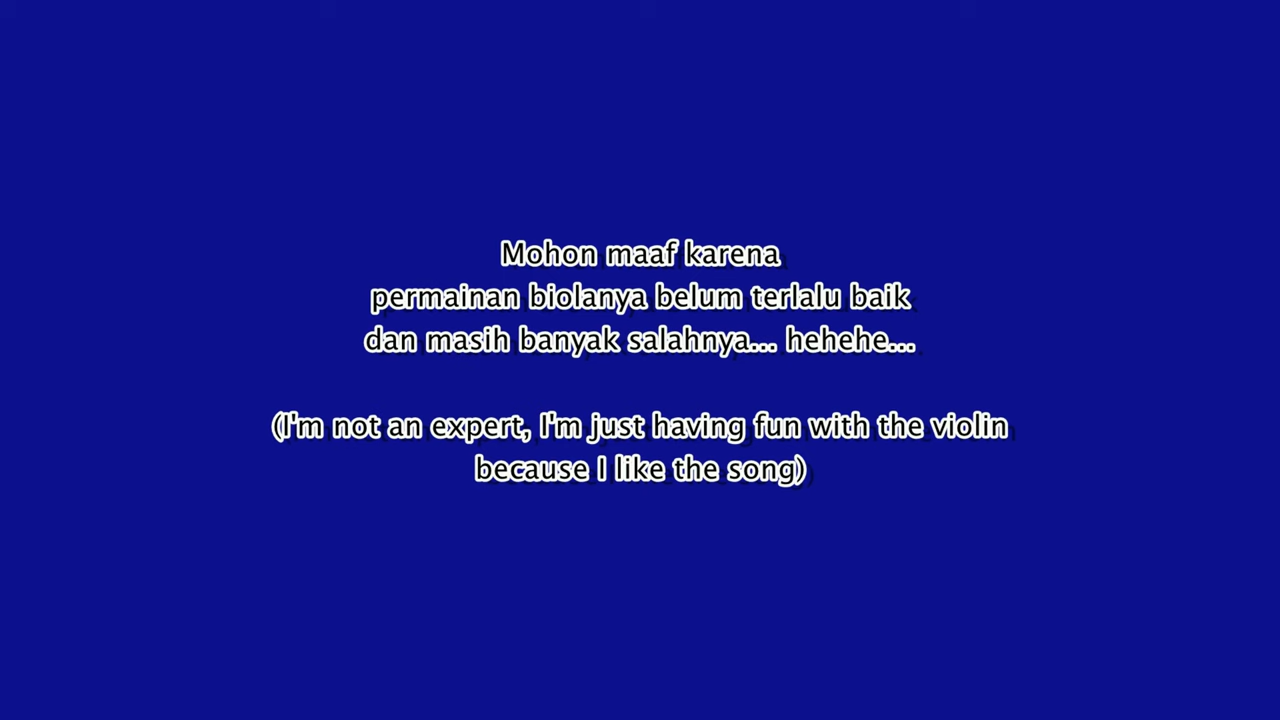 Mohon maaf karena
permainan biolanya belum terlalu baik
dan masih banyak salahnya... hehehe...
(I'm not an expert, I'm just having fun with the violin
because I like the song)